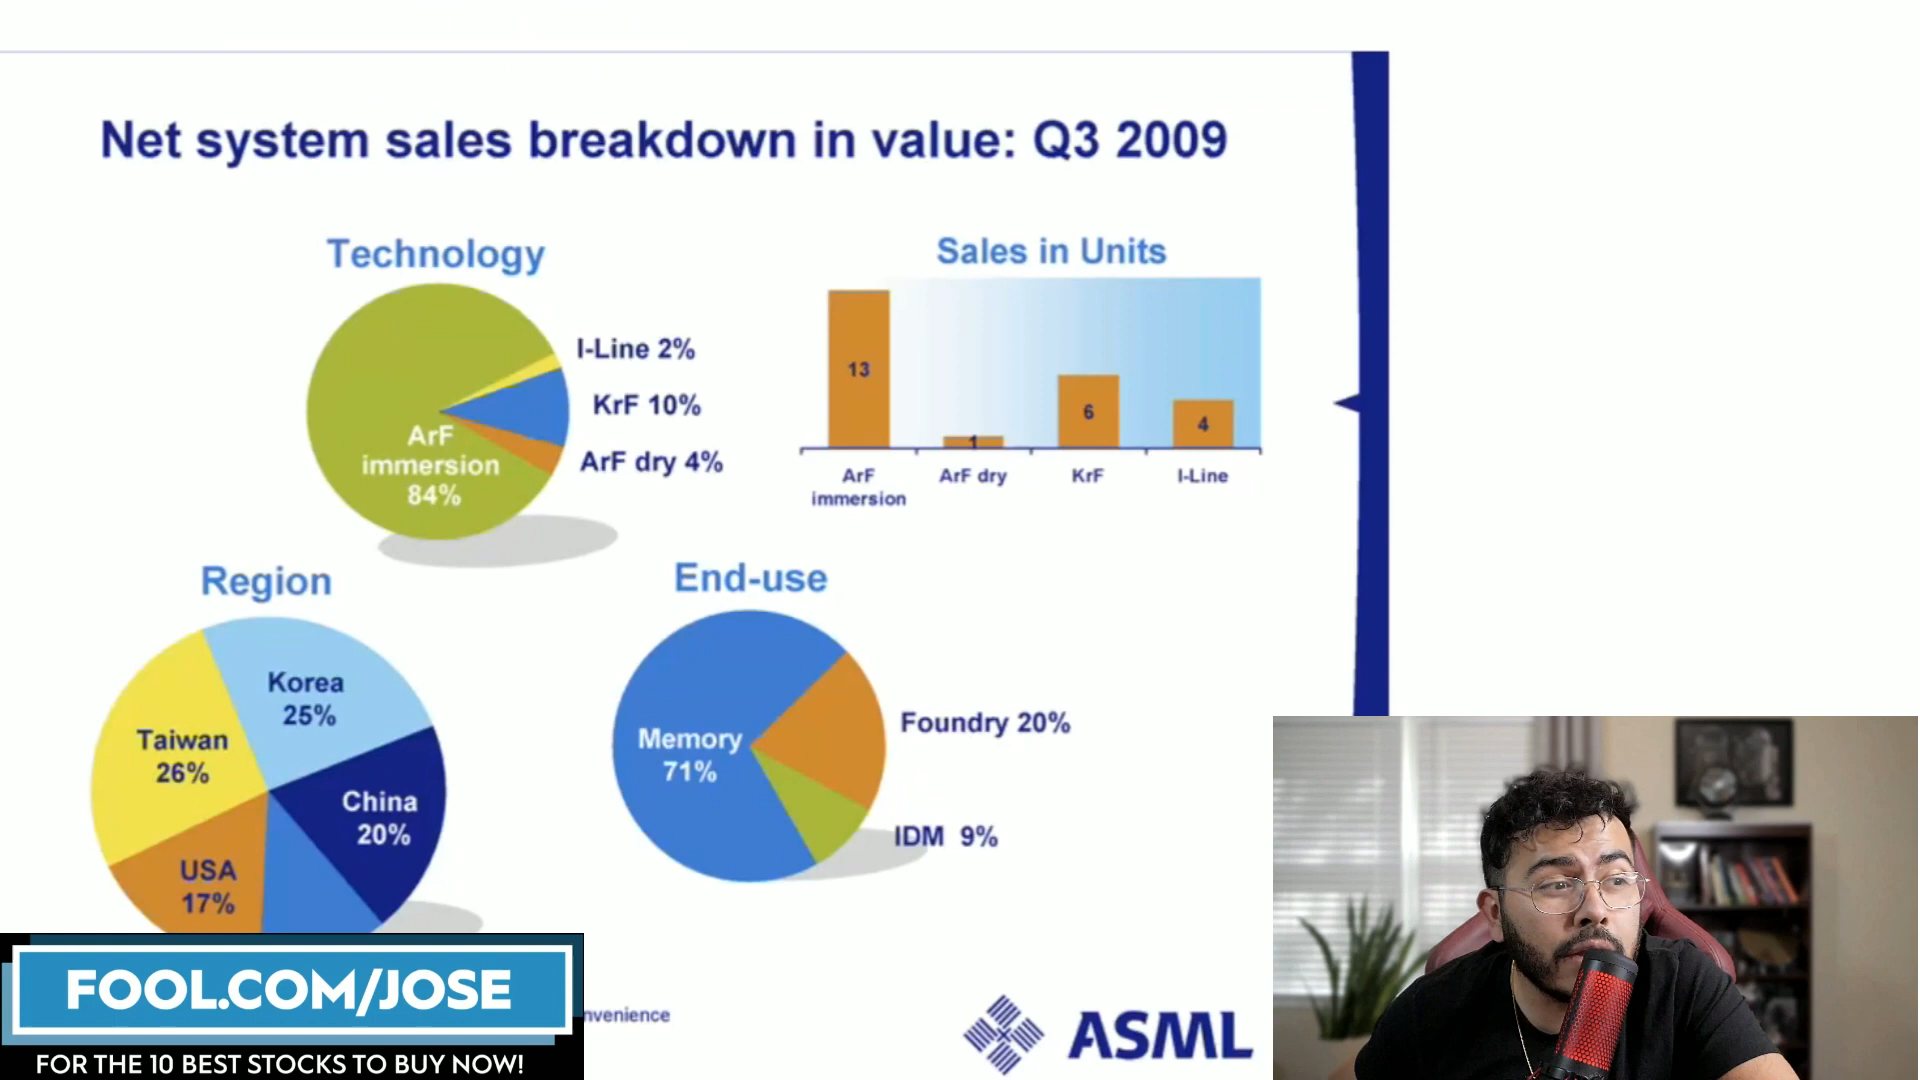 Net system sales breakdown in value: Q3 2009
Technology
I-Line 2%
KrF 10%
ArF dry 4%
ArF
immersion
84%
Sales in Units
13
1
6
4
ArF
immersion
ArF dry
KrF
I-Line
Region
Korea
25%
Taiwan
26%
China
20%
USA
17%
End-use
Memory
71%
Foundry 20%
IDM 9%
FOOL.COM/JOSE
FOR THE 10 BEST STOCKS TO BUY NOW!
ASML